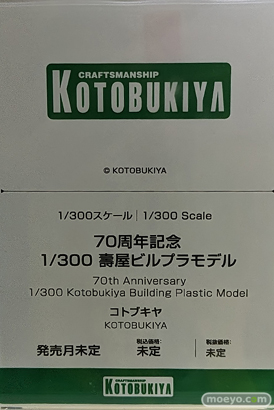 CRAFTSMANSHIP
KOTOBUKIYA
© KOTOBUKIYA
1/300スケール | 1/300 Scale
70周年記念
1/300 壽屋ビルプラモデル
70th Anniversary
1/300 Kotobukiya Building Plastic Model
コトブキヤ
KOTOBUKIYA
発売月未定 税込価格: 未定 税抜価格: 未定
CRAFTSMANSHIP
KOTOBUKIYA
moeyo.com